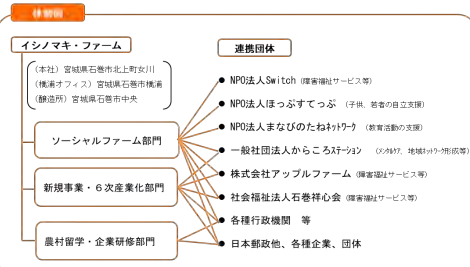 体制図
イシノマキ・ファーム
連携団体
(本社) 宮城県石巻市北上町女川
(横浦オフィス) 宮城県石巻市横浦
(醸造所) 宮城県石巻市中央
ソーシャルファーム部門
新規事業・６次産業化部門
農村留学・企業研修部門
● NPO法人Switch (障害福祉サービス等)
● NPO法人ほっぷすてっぷ (子供、若者の自立支援)
● NPO法人まなびのたねﾈｯﾄﾜｰｸ (教育活動の支援)
● 一般社団法人からころｽﾃｰｼｮﾝ (ﾒﾝﾀﾙｹｱ、地域ﾈｯﾄﾜｰｸ形成等)
● 株式会社アップルファーム (障害福祉サービス等)
● 社会福祉法人石巻祥心会 (障害福祉サービス等)
● 各種行政機関　等
● 日本郵政他、各種企業、団体